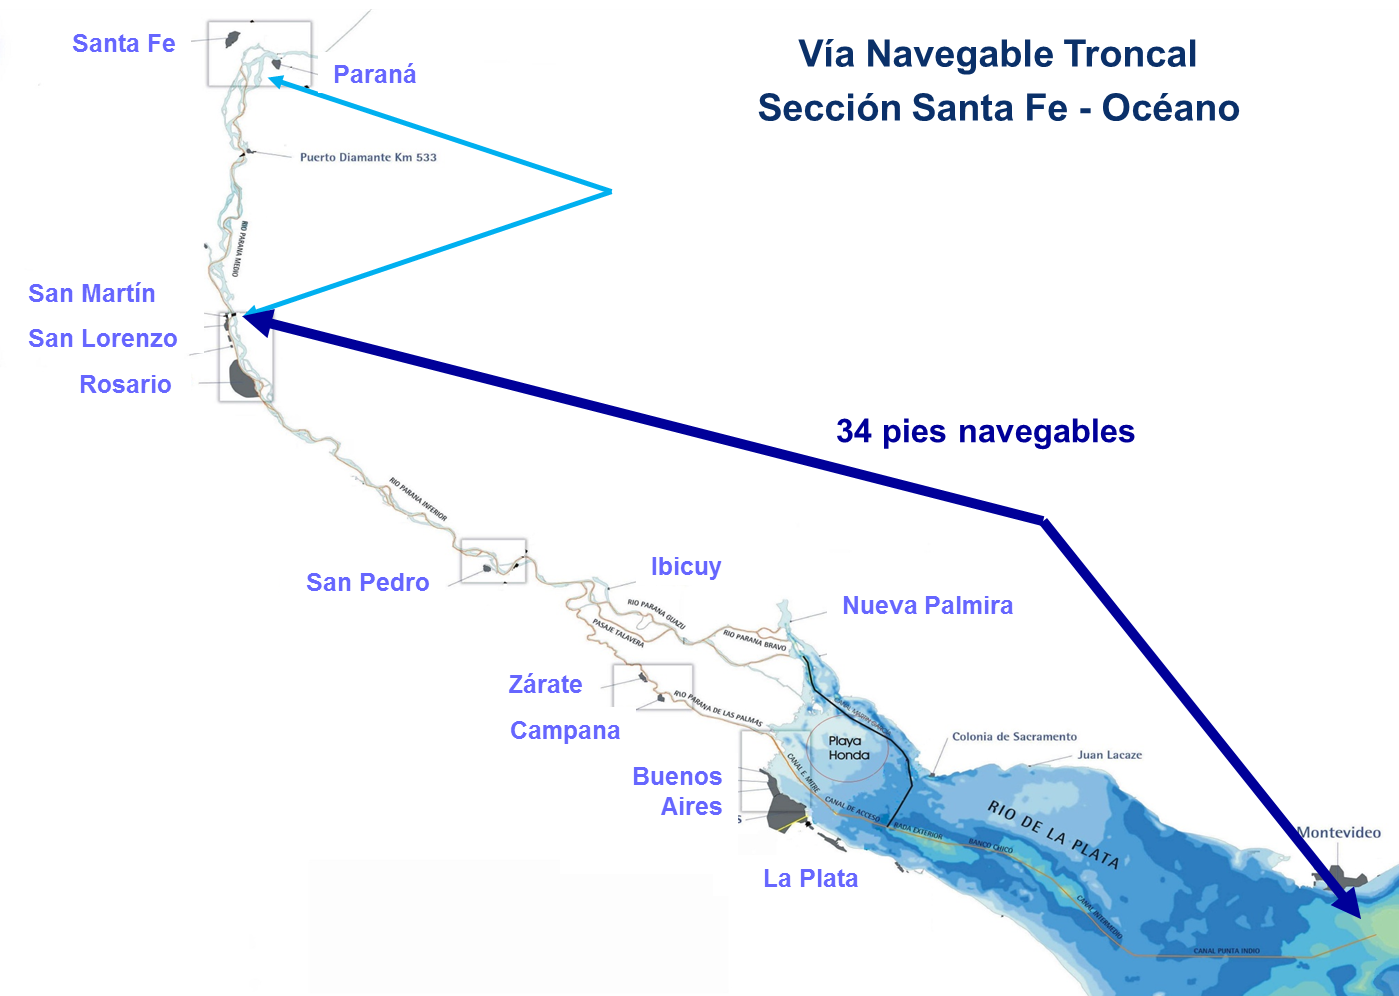 Vía Navegable Troncal
Sección Santa Fe - Océano
Santa Fe
Paraná
Puerto Diamante Km 533
RIO PARANA MEDIO
San Martín
San Lorenzo
Rosario
34 pies navegables
RIO PARANA INFERIOR
San Pedro
Ibicuy
Nueva Palmira
RIO PARANA GUAZU
PASAJE TALAVERA
RIO PARANA BRAVO
Zárate
Campana
RIO PARANA DE LAS PALMAS
CANAL MARTIN GARCIA
Playa
Honda
Colonia de Sacramento
Juan Lacaze
Buenos
Aires
s
CANAL E. MITRE
CANAL DE ACCESO
RADA EXTERIOR
BANCO CHICO
RIO DE LA PLATA
Montevideo
La Plata
CANAL INTERMEDIO
CANAL PUNTA INDIO